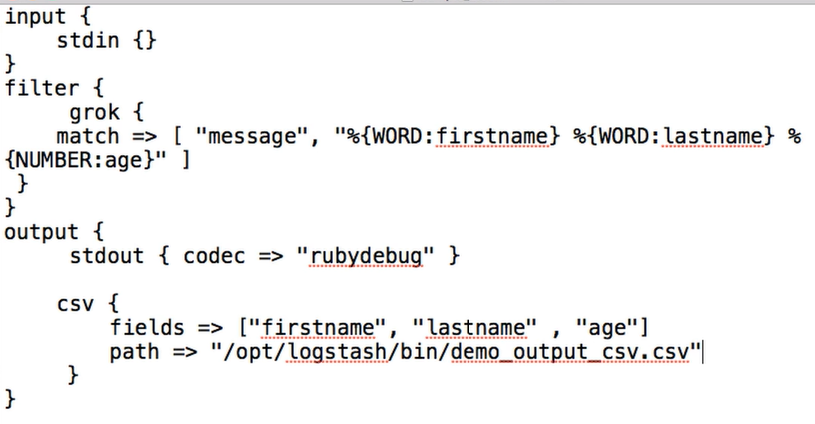 input {
     stdin {}
}
filter {
      grok {
     match => [ "message", "%{WORD:firstname} %{WORD:lastname} %
{NUMBER:age}" ]
 }
}
output {
      stdout { codec => "rubydebug" }
     csv {
          fields => ["firstname", "lastname" , "age"]
          path => "/opt/logstash/bin/demo_output_csv.csv"
      }
}